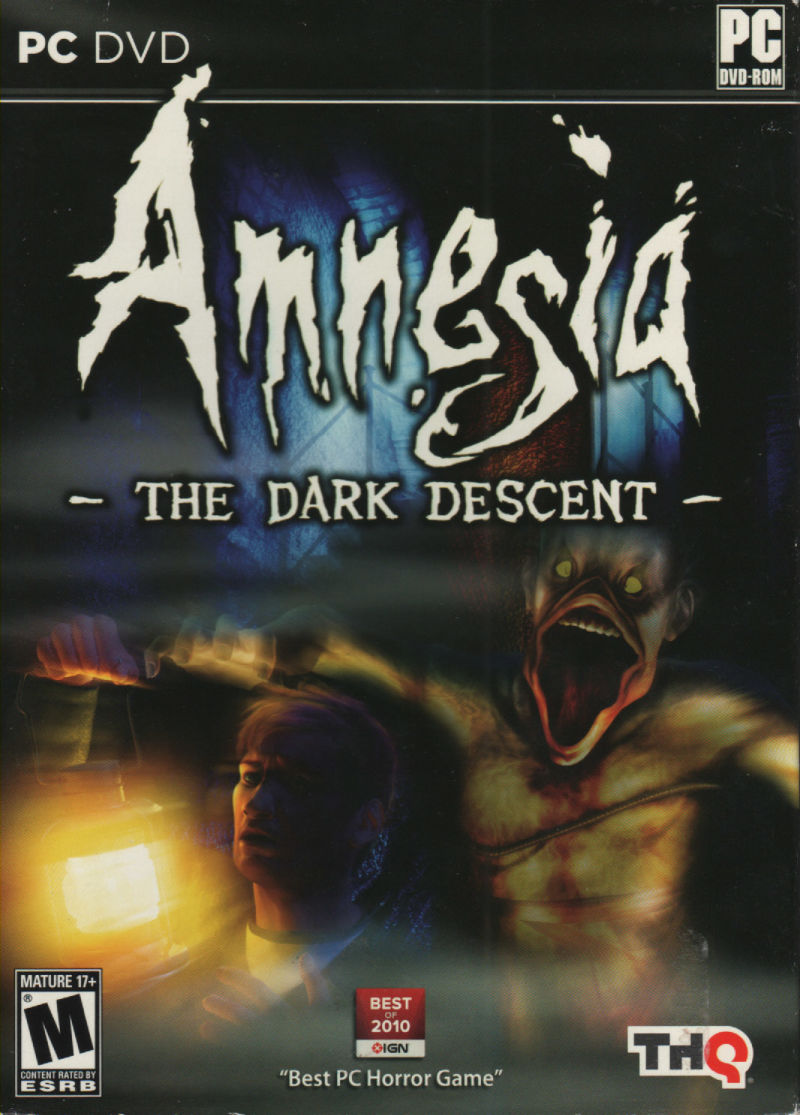 PC DVD
PC
DVD-ROM
Amnesia
- THE DARK DESCENT -
MATURE 17+
®
M
CONTENT RATED BY
ESRB
BEST
OF
2010
IGN
"Best PC Horror Game"
THQ